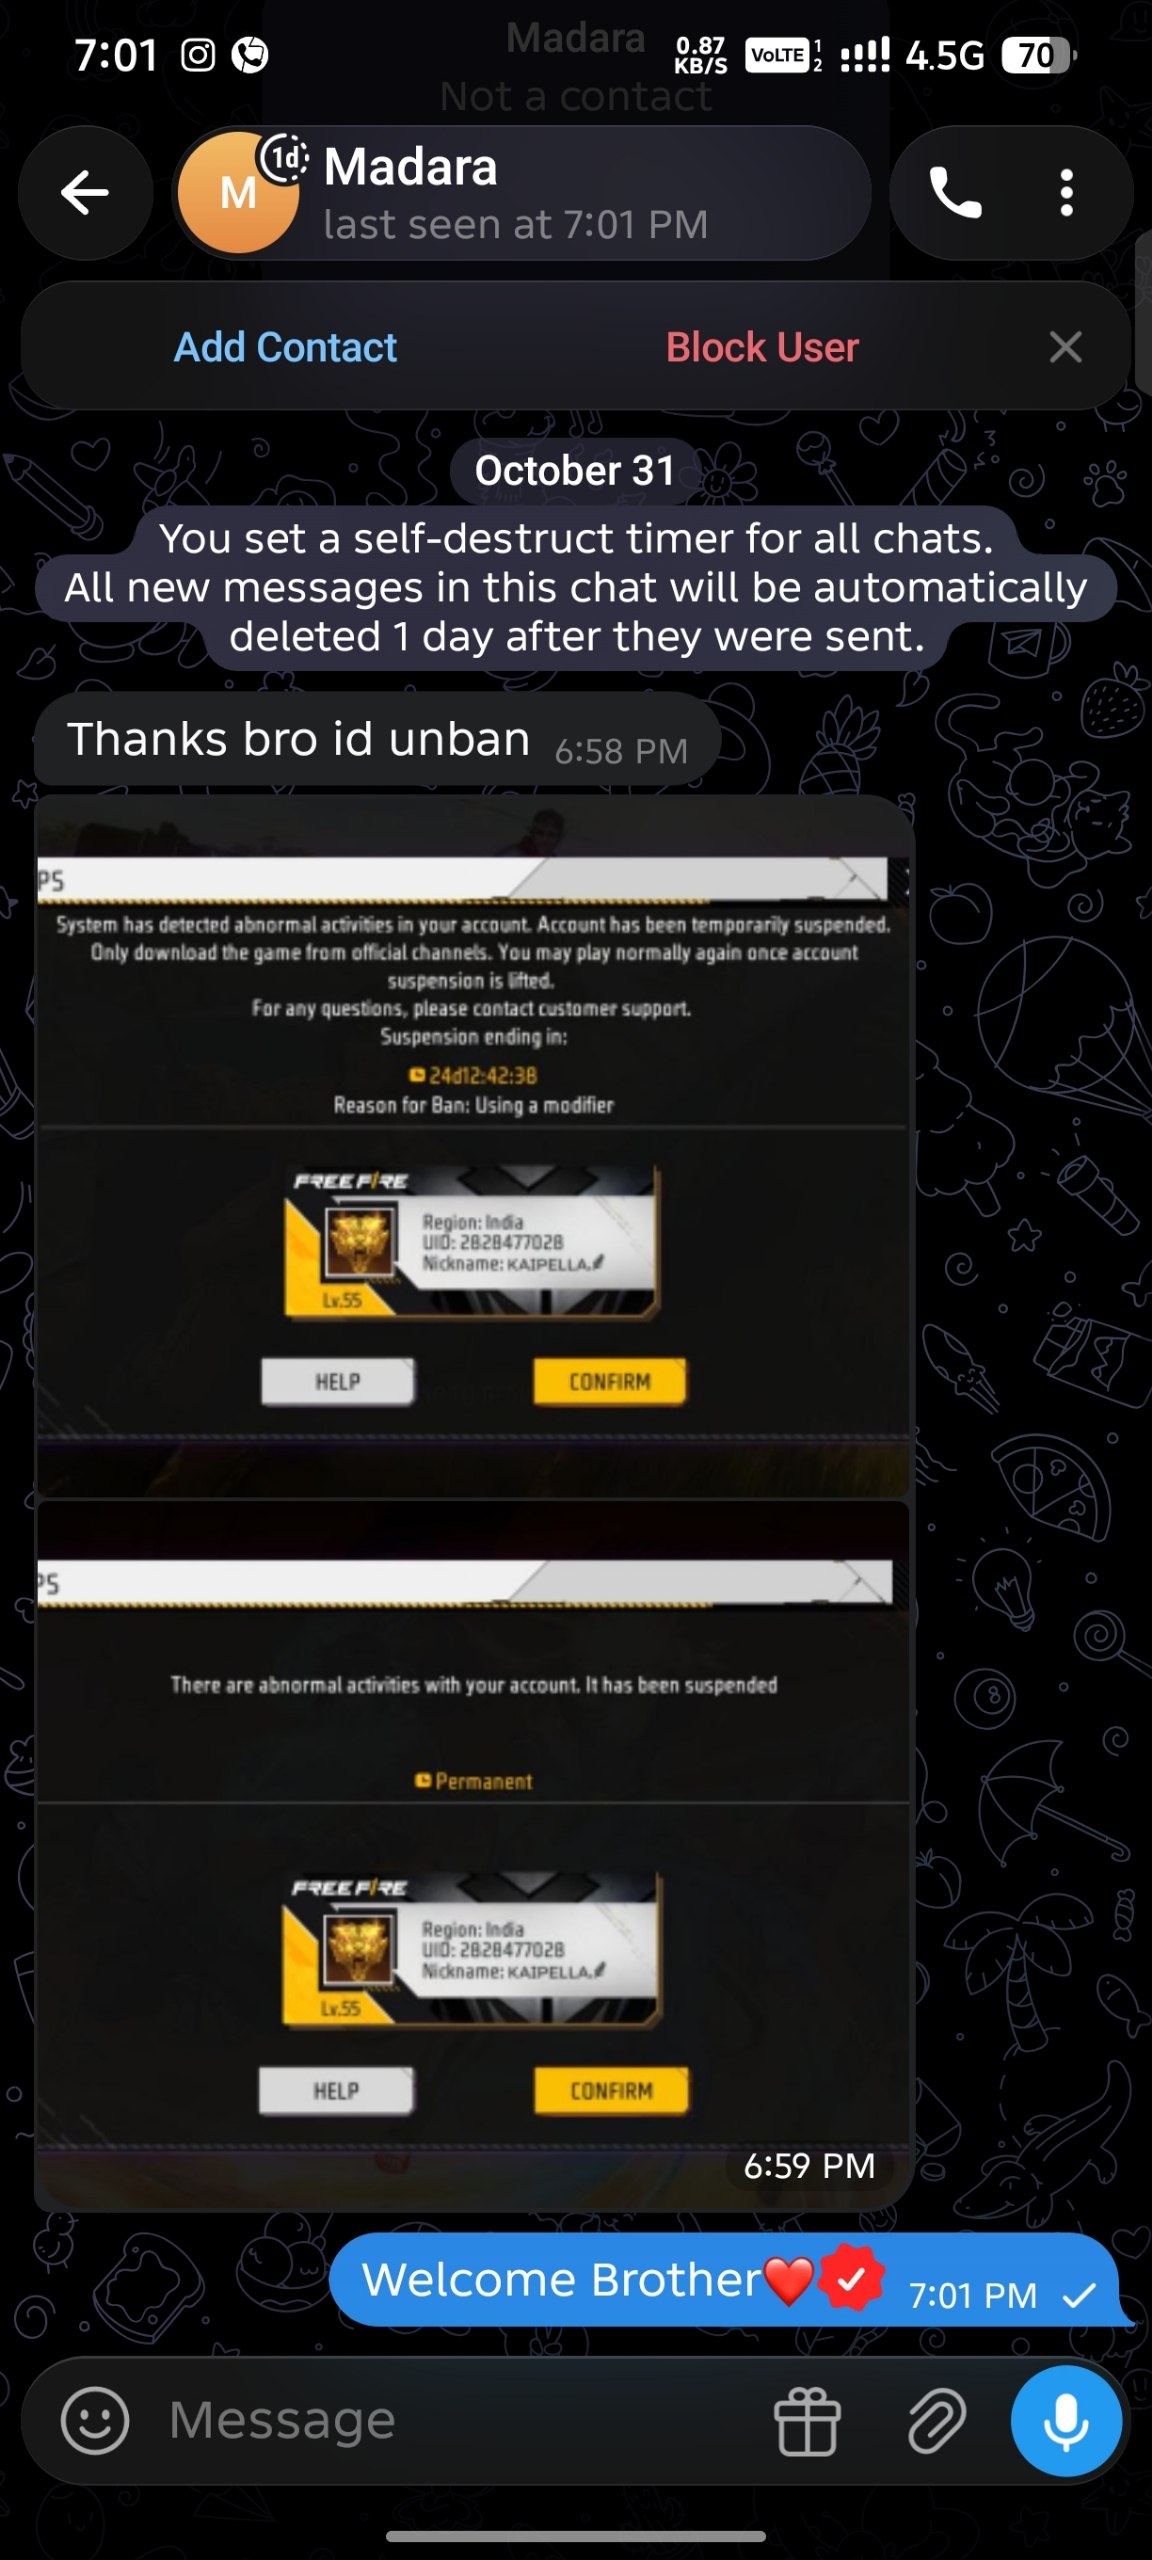 Madara
Not a contact
7:01 0.87 KB/S VoLTE 1 2 4.5G 70
M 1d Madara
last seen at 7:01 PM
Add Contact Block User
October 31
You set a self-destruct timer for all chats.
All new messages in this chat will be automatically
deleted 1 day after they were sent.
Thanks bro id unban 6:58 PM
PS
System has detected abnormal activities in your account. Account has been temporarily suspended.
Only download the game from official channels. You may play normally again once account
suspension is lifted.
For any questions, please contact customer support.
Suspension ending in:
24d12:42:38
Reason for Ban: Using a modifier
FREE FIRE
Region: India
UID: 2828477028
Nickname: KAIPELLA.
Lv.55
HELP CONFIRM
PS
There are abnormal activities with your account. It has been suspended
Permanent
FREE FIRE
Region: India
UID: 2828477028
Nickname: KAIPELLA.
Lv.55
HELP CONFIRM
6:59 PM
Welcome Brother❤️ 7:01 PM
Message